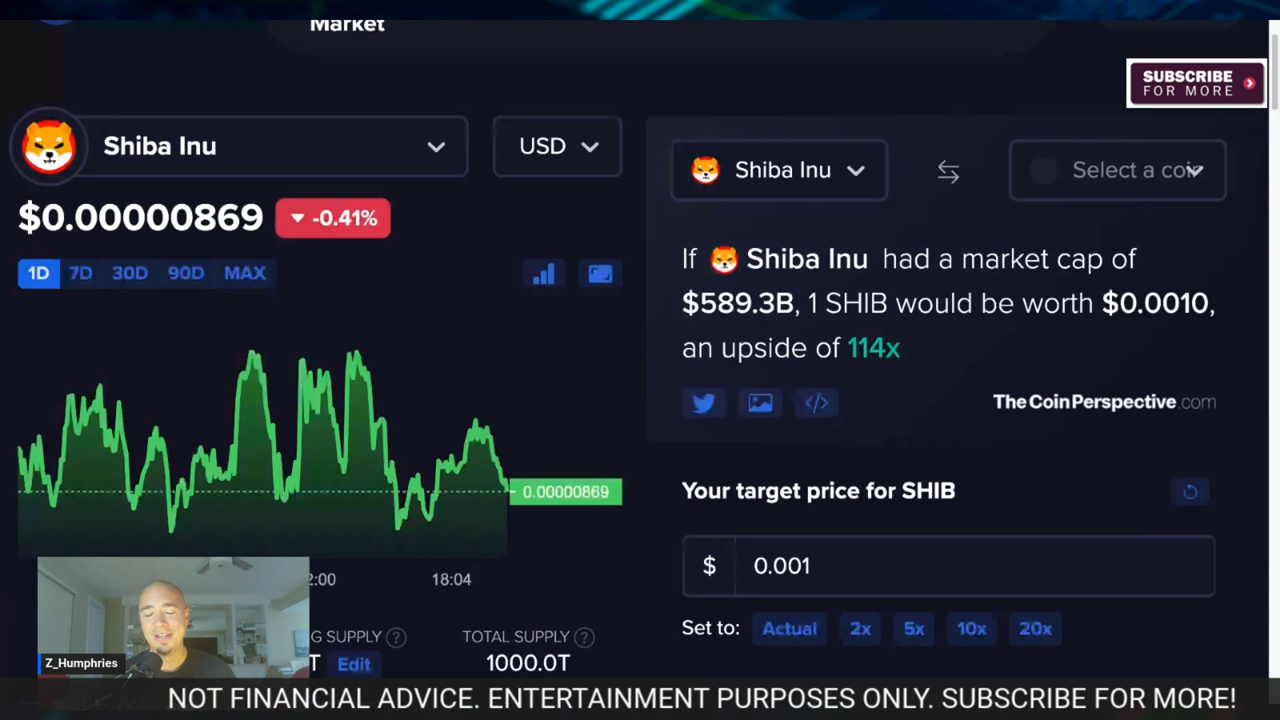 Market
SUBSCRIBE
FOR MORE
Shiba Inu
USD
$0.00000869
-0.41%
1D 7D 30D 90D MAX
0.00000869
2:00
18:04
G SUPPLY ?
TOTAL SUPPLY ?
T Edit
1000.0T
Shiba Inu
Select a coin
If Shiba Inu had a market cap of
$589.3B, 1 SHIB would be worth $0.0010,
an upside of 114x
TheCoinPerspective.com
Your target price for SHIB
$ 0.001
Set to: Actual 2x 5x 10x 20x
Z_Humphries
NOT FINANCIAL ADVICE. ENTERTAINMENT PURPOSES ONLY. SUBSCRIBE FOR MORE!